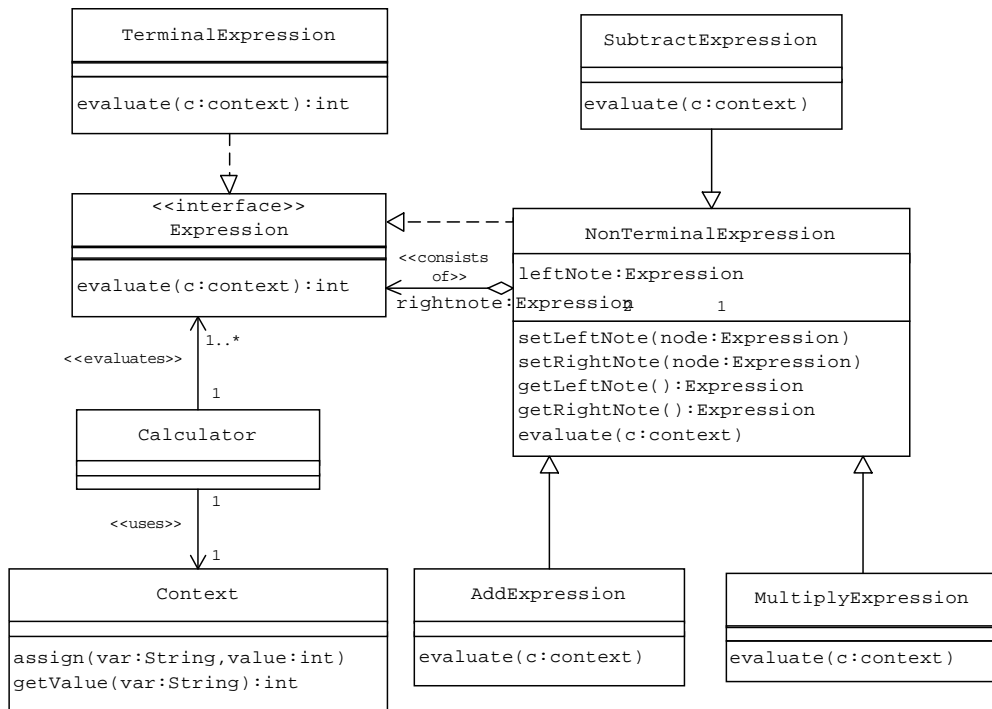 TerminalExpression
evaluate(c:context):int
SubtractExpression
evaluate(c:context)
<<interface>>
Expression
evaluate(c:context):int
<<consists
of>>
NonTerminalExpression
leftNote:Expression
rightnote:Expression
2
1
setLeftNote(node:Expression)
setRightNote(node:Expression)
getLeftNote():Expression
getRightNote():Expression
evaluate(c:context)
1..*
<<evaluates>>
1
Calculator
1
<<uses>>
1
Context
assign(var:String,value:int)
getValue(var:String):int
AddExpression
evaluate(c:context)
MultiplyExpression
evaluate(c:context)